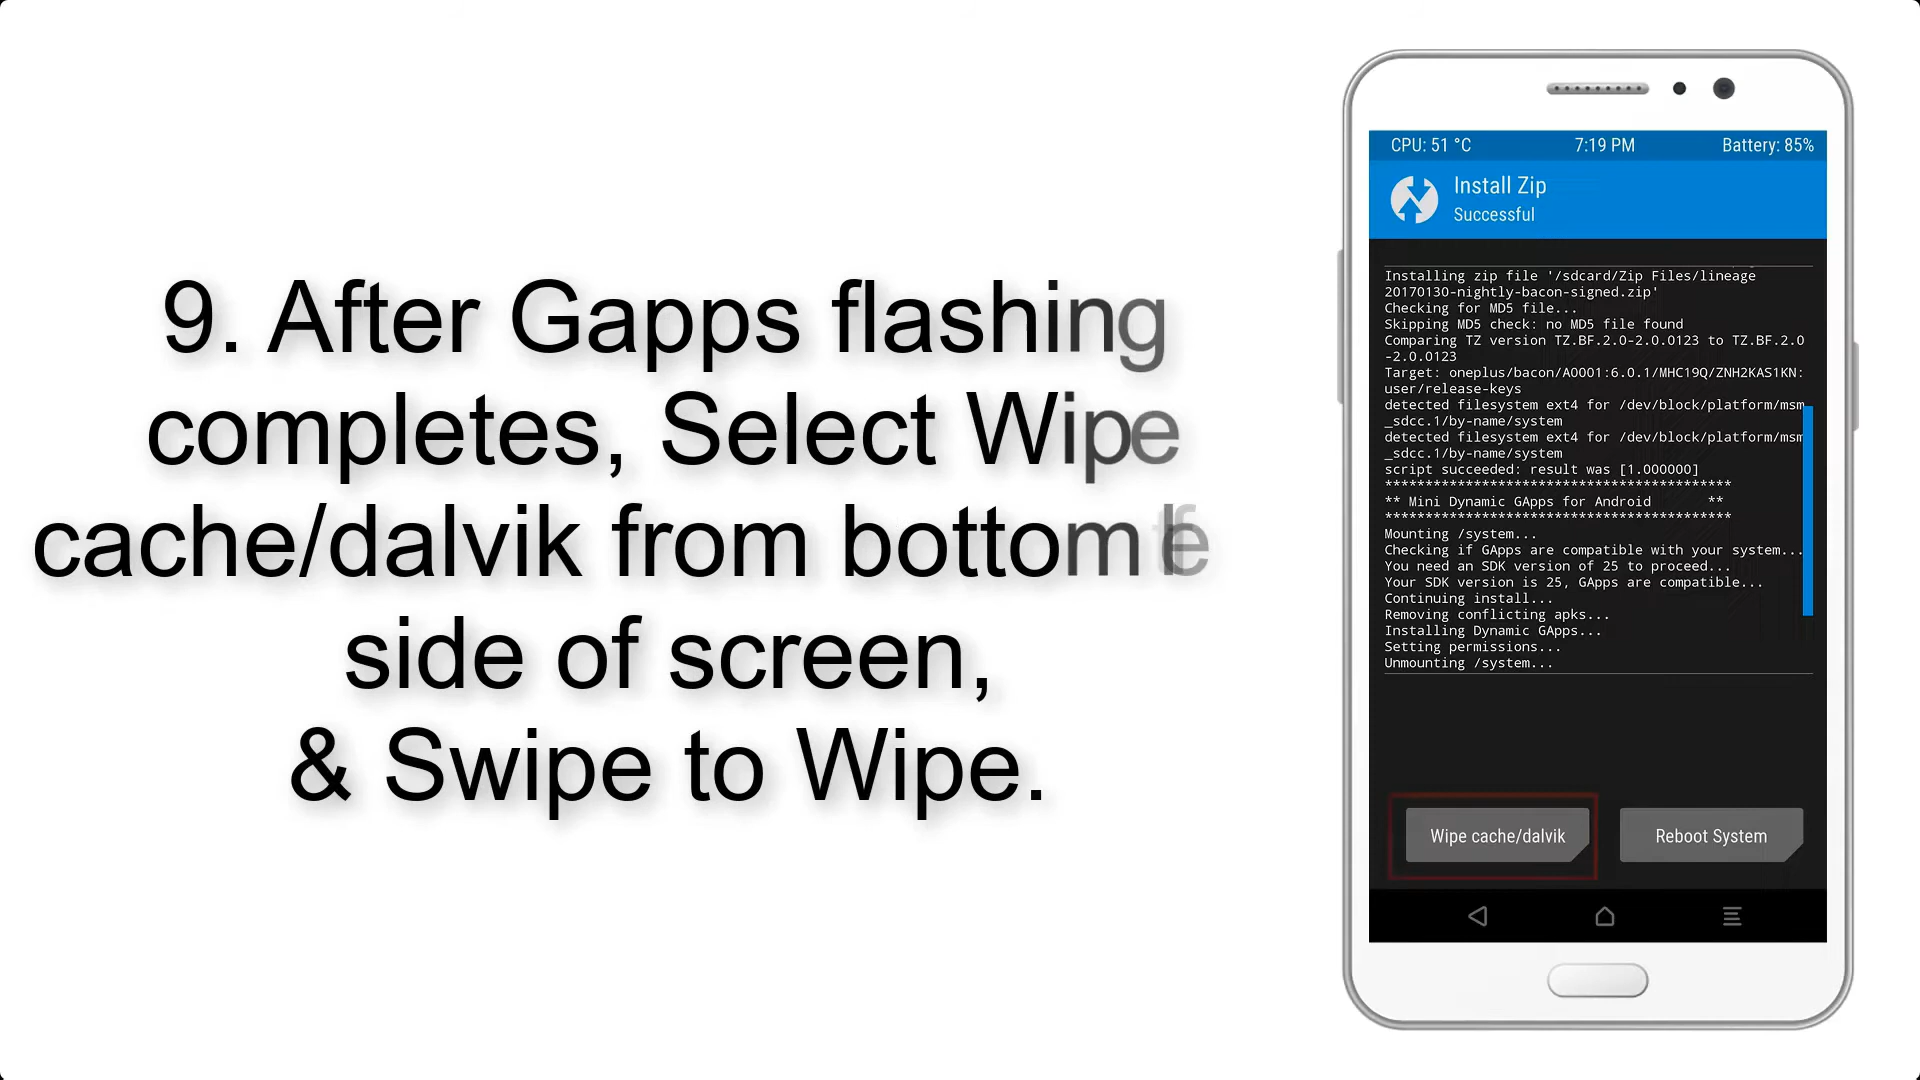 9. After Gapps flashing
completes, Select Wipe
cache/dalvik from bottom
side of screen,
& Swipe to Wipe.
CPU: 51 °C 7:19 PM Battery: 85%
Install Zip
Successful
Installing zip file '/sdcard/Zip Files/lineage
20170130-nightly-bacon-signed.zip'
Checking for MD5 file...
Skipping MD5 check: no MD5 file found
Comparing TZ version TZ.BF.2.0-2.0.0123 to TZ.BF.2.0
-2.0.0123
Target: oneplus/bacon/A0001:6.0.1/MHC19Q/ZNH2KAS1KN:
user/release-keys
detected filesystem ext4 for /dev/block/platform/msm
_sdcc.1/by-name/system
detected filesystem ext4 for /dev/block/platform/msm
_sdcc.1/by-name/system
script succeeded: result was [1.000000]
*******************************************
** Mini Dynamic GApps for Android **
*******************************************
Mounting /system...
Checking if GApps are compatible with your system...
You need an SDK version of 25 to proceed...
Your SDK version is 25, GApps are compatible...
Continuing install...
Removing conflicting apks...
Installing Dynamic GApps...
Setting permissions...
Unmounting /system...
Wipe cache/dalvik Reboot System